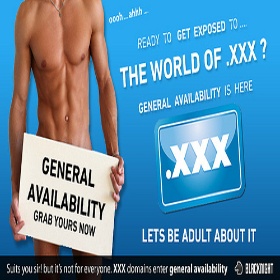 oooh...ahhh...
READY TO GET EXPOSED TO....
THE WORLD OF .XXX ?
GENERAL AVAILABILITY IS HERE
.XXX
GENERAL
AVAILABILITY
GRAB YOURS NOW
LETS BE ADULT ABOUT IT
Suits you sir! but it's not for everyone. XXX domains enter general availability
BLACKNIGHT